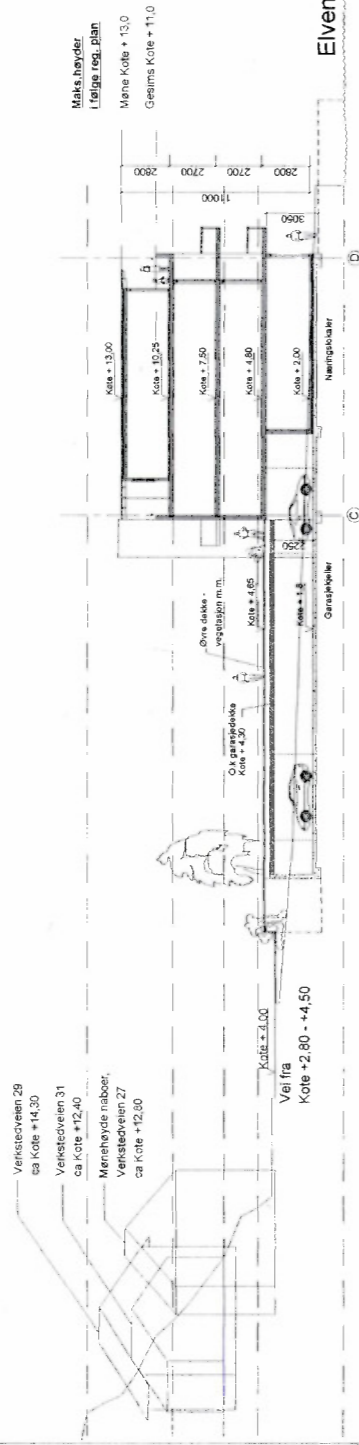 Verkstedveien 29
ca Kote +14,30
Verkstedveien 31
ca Kote +12,40
Mønehøyde naboer,
Verkstedveien 27
ca Kote +12,80
Kote + 4,00
Vei fra
Kote +2,80 - +4,50
O.k garasjedekke
Kote + 4,30
Øvre dekke -
vegetasjon m.m.
Kote + 4,65
Kote + 1,8
Garasjekjeller
2250
C
Kote + 13,00
Kote + 10,25
Kote + 7,50
Kote + 4,80
Kote + 2,00
Næringslokaler
D
3050
2800
2700
2700
2800
11000
Maks.høyder
i følge reg. plan
Møne Kote + 13,0
Gesims Kote + 11,0
Elven